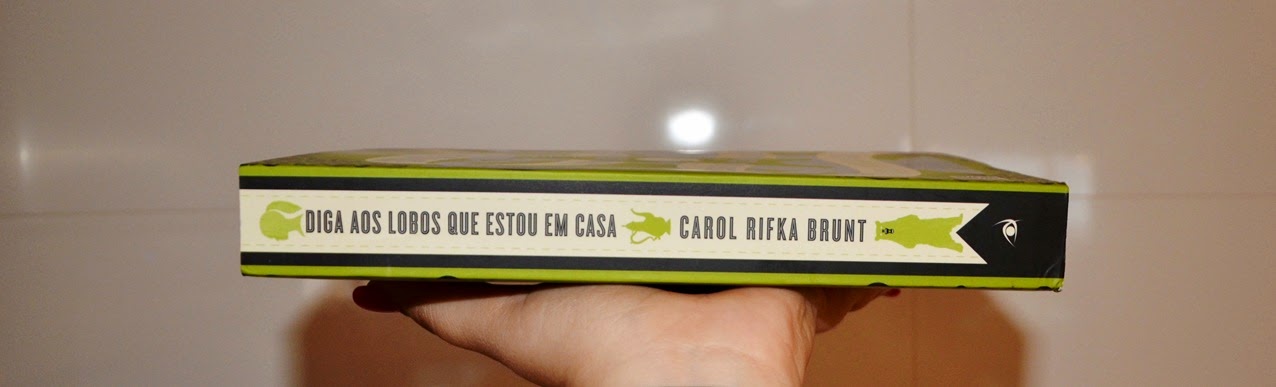 DIGA AOS LOBOS QUE ESTOU EM CASA CAROL RIFKA BRUNT